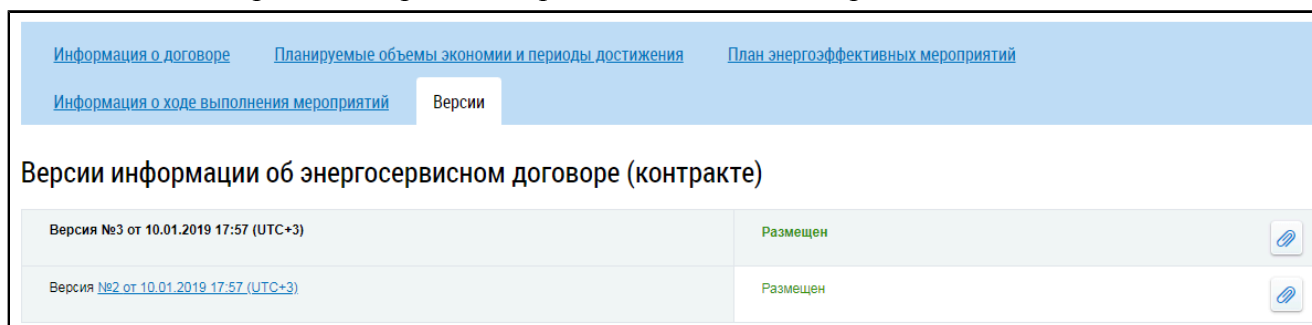 Информация о договоре Планируемые объемы экономии и периоды достижения План энергоэффективных мероприятий
Информация о ходе выполнения мероприятий Версии
Версии информации об энергосервисном договоре (контракте)
Версия №3 от 10.01.2019 17:57 (UTC+3) Размещен
Версия №2 от 10.01.2019 17:57 (UTC+3) Размещен